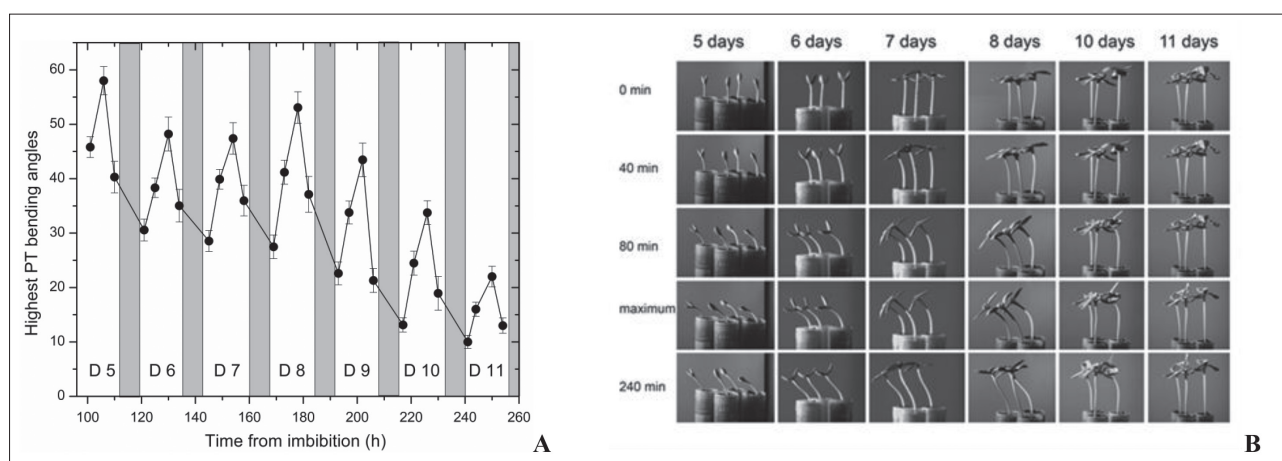 Highest PT bending angles
60
50
40
30
20
10
0
D 5 D 6 D 7 D 8 D 9 D 10 D 11
100 120 140 160 180 200 220 240 260
Time from imbibition (h)
A
5 days 6 days 7 days 8 days 10 days 11 days
0 min
40 min
80 min
maximum
240 min
B